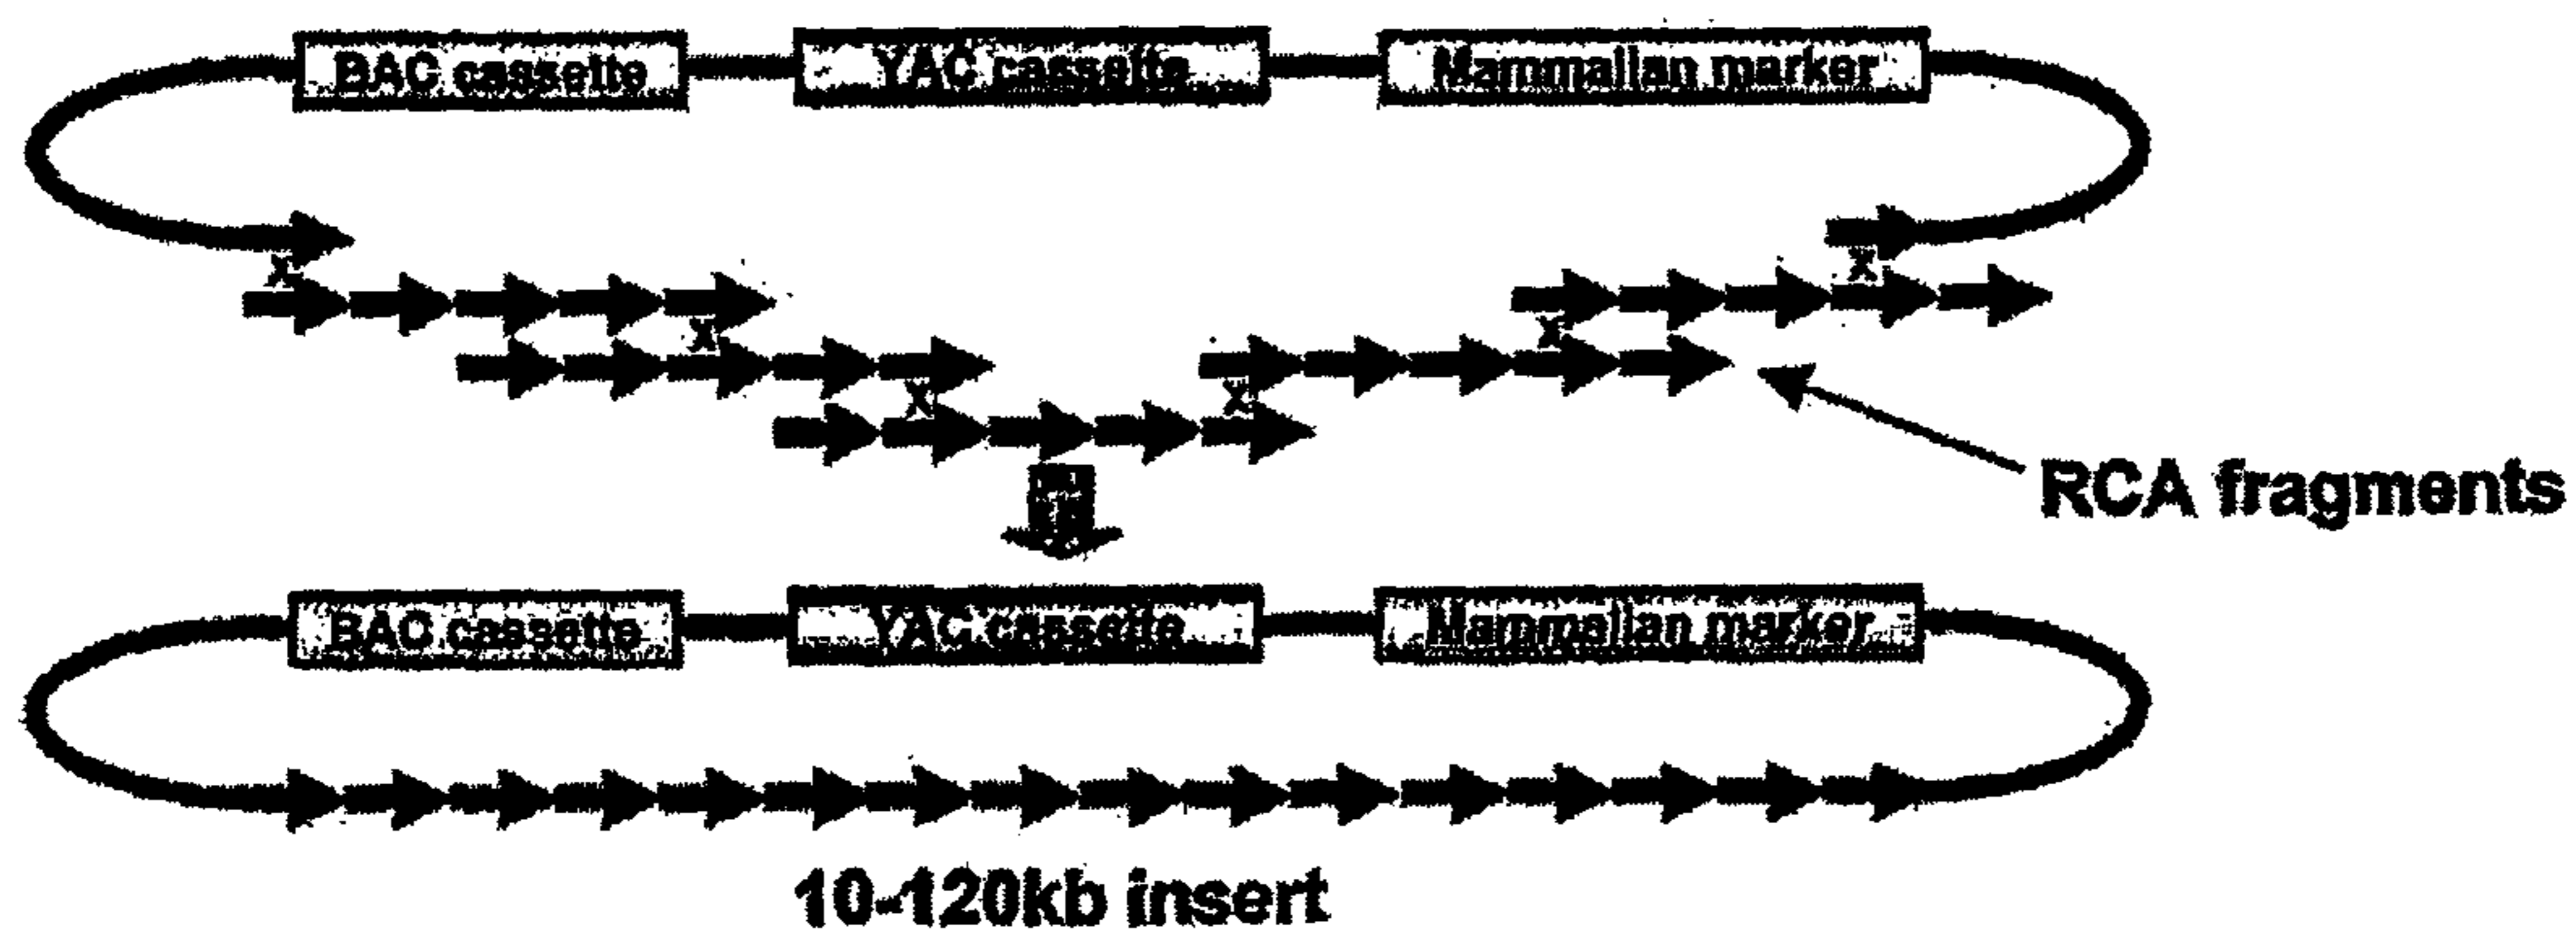 BAC cassette YAC cassette Mammalian marker
x x
x x
x x
RCA fragments
BAC cassette YAC cassette Mammalian marker
10-120kb insert